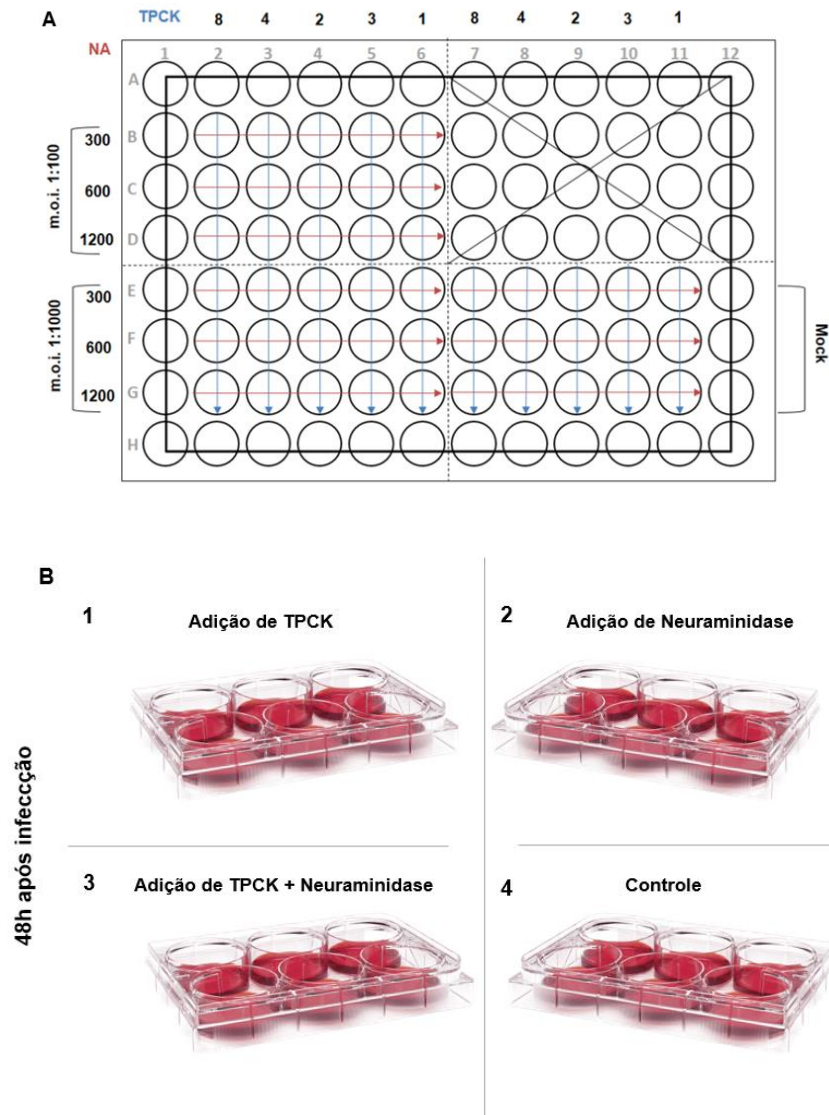 A
TPCK 8 4 2 3 1 8 4 2 3 1
NA
1 2 3 4 5 6 7 8 9 10 11 12
A
m.o.i. 1:100
300 B
600 C
1200 D
m.o.i. 1:1000
300 E
600 F
1200 G
H
Mock
B
48h após infeccção
1 Adição de TPCK
2 Adição de Neuraminidase
3 Adição de TPCK + Neuraminidase
4 Controle